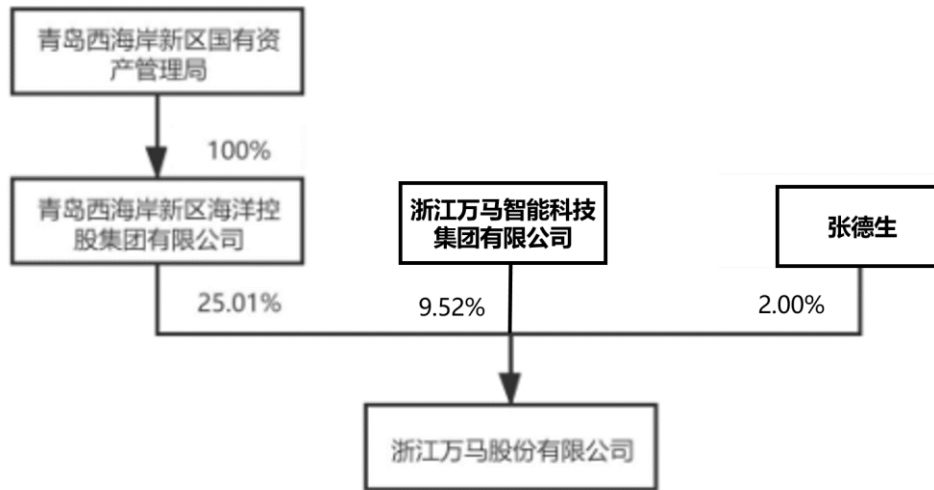 青岛西海岸新区国有资
产管理局
100%
青岛西海岸新区海洋控
股集团有限公司
浙江万马智能科技
集团有限公司
张德生
25.01%
9.52%
2.00%
浙江万马股份有限公司